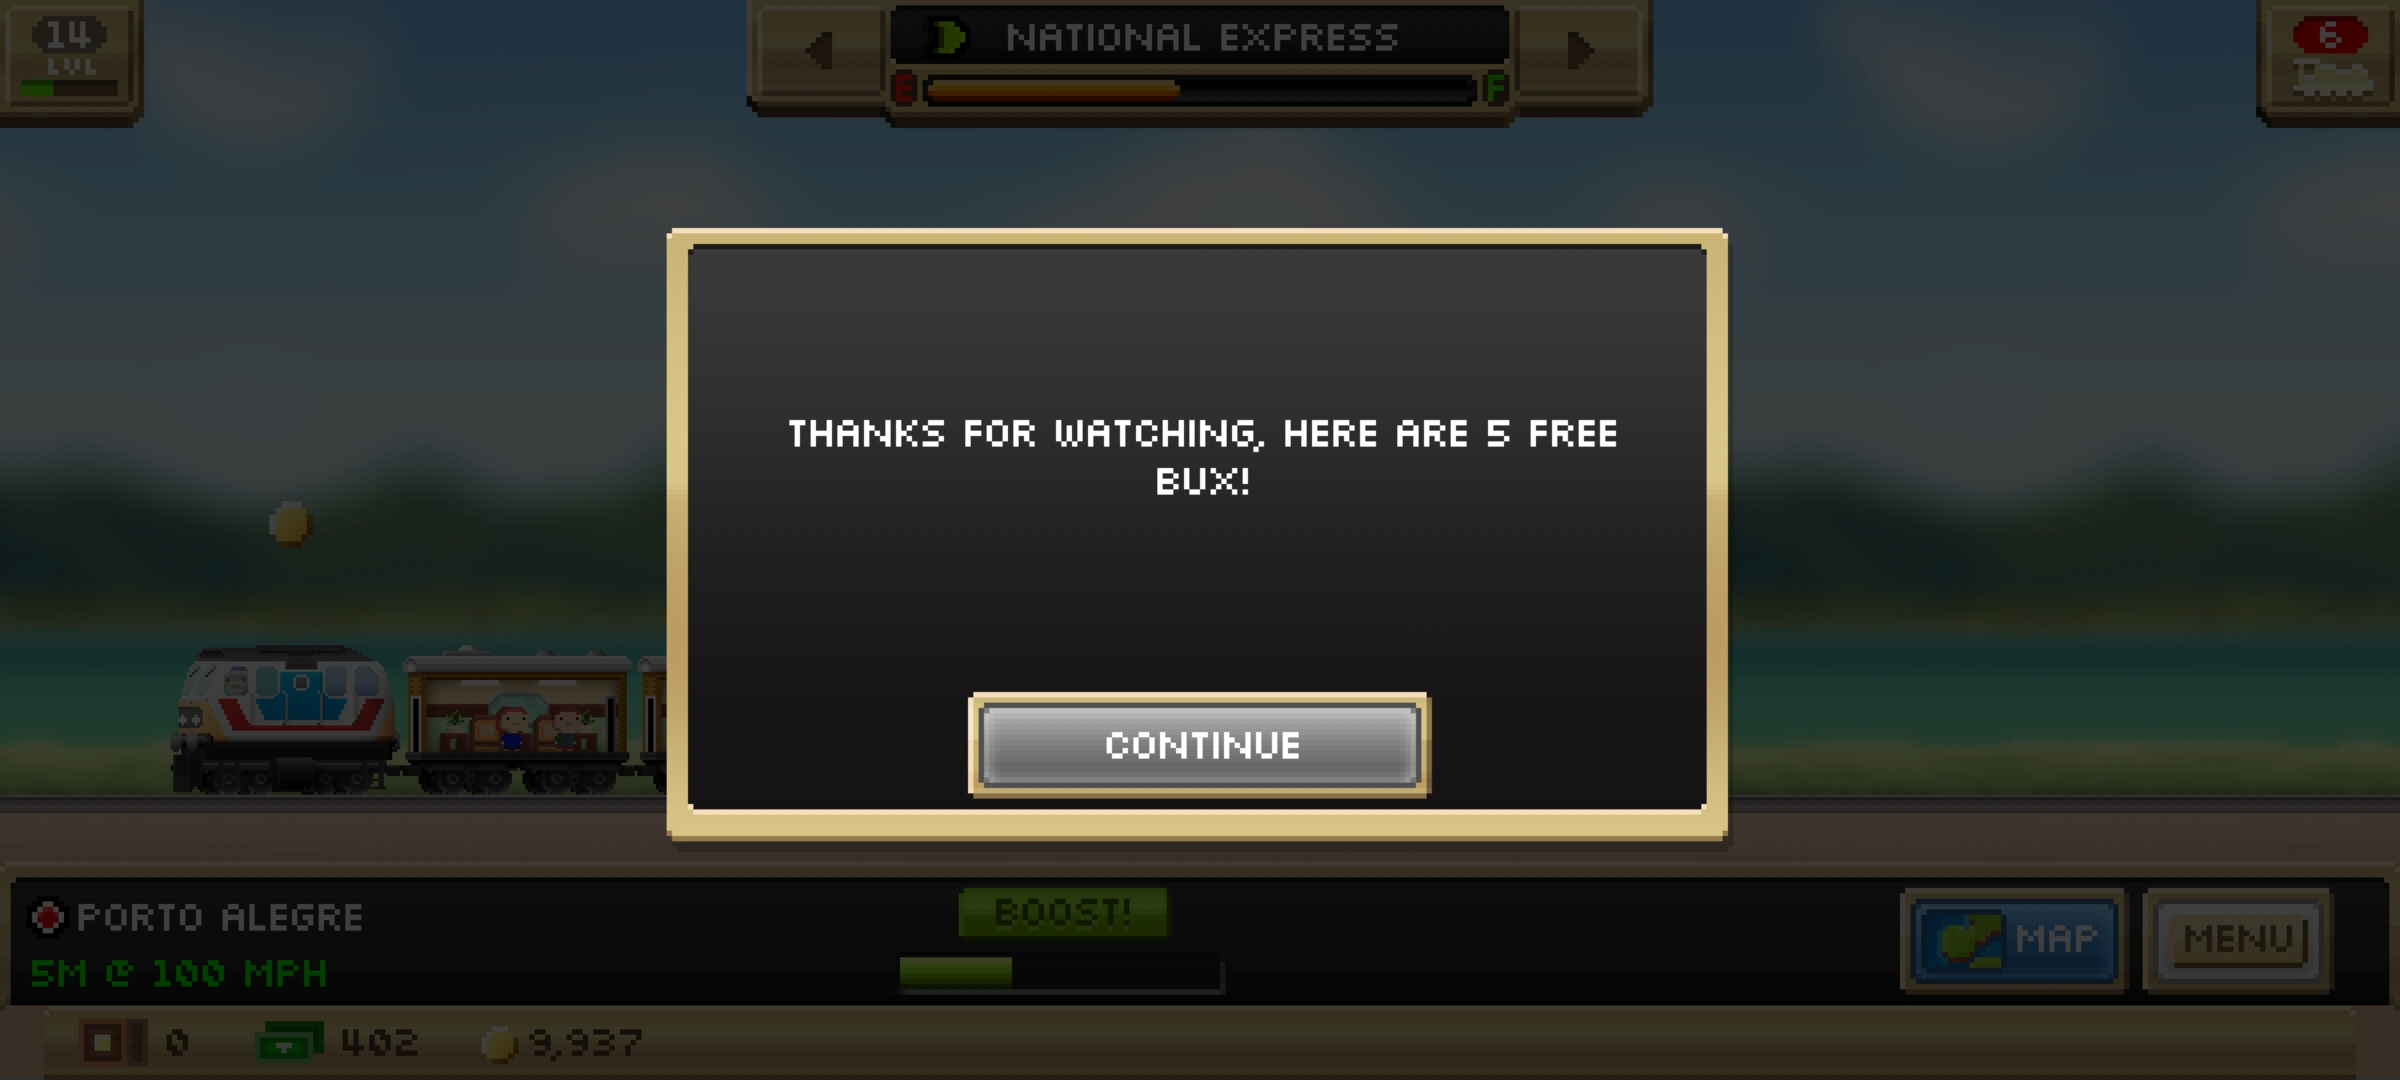 14
LVL
NATIONAL EXPRESS
E F
6
THANKS FOR WATCHING, HERE ARE 5 FREE
BUX!
CONTINUE
PORTO ALEGRE
5M @ 100 MPH
BOOST!
MAP
MENU
0 402 9,937